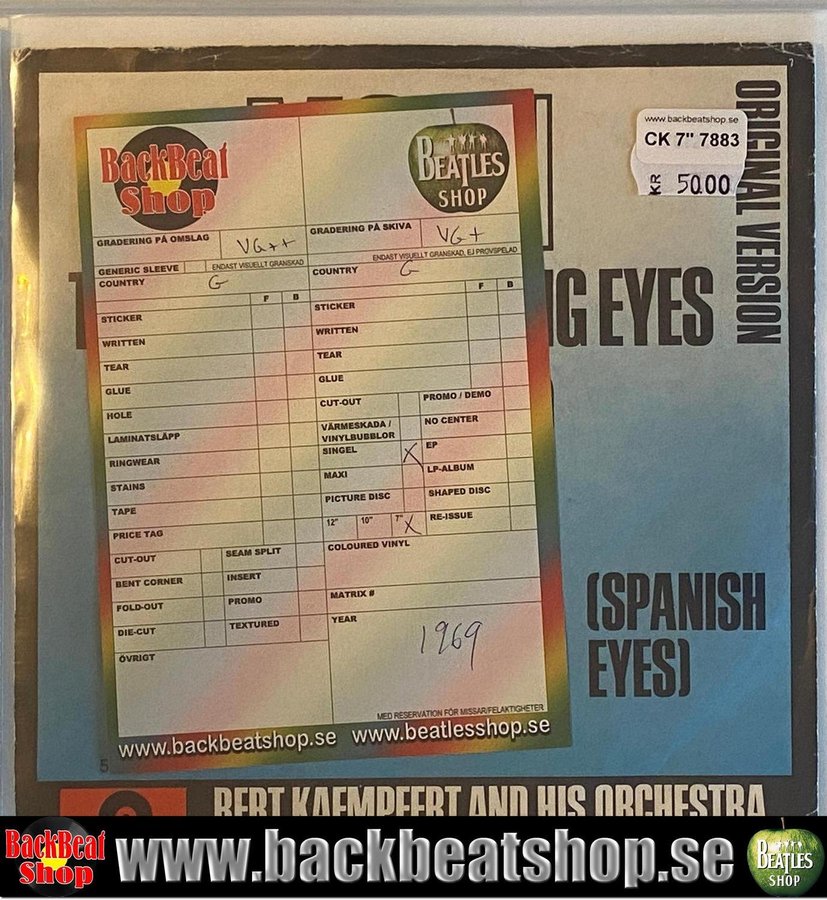 ORIGINAL VERSION
www.backbeatshop.se
CK 7" 7883
KR 50.00
NG EYES
(SPANISH
EYES)
BERT KAEMPFERT AND HIS ORCHESTRA
BackBeat
Shop
BEATLES
SHOP
GRADERING PÅ OMSLAG VG++
ENDAST VISUELLT GRANSKAD
GENERIC SLEEVE
COUNTRY G
F B
STICKER
WRITTEN
TEAR
GLUE
HOLE
LAMINATSLÄPP
RINGWEAR
STAINS
TAPE
PRICE TAG
CUT-OUT SEAM SPLIT
BENT CORNER INSERT
FOLD-OUT PROMO
DIE-CUT TEXTURED
ÖVRIGT
GRADERING PÅ SKIVA VG+
ENDAST VISUELLT GRANSKAD, EJ PROVSPELAD
COUNTRY G
F B
STICKER
WRITTEN
TEAR
GLUE
CUT-OUT PROMO / DEMO
VÄRMESKADA / NO CENTER
VINYLBUBBLOR
SINGEL X EP
MAXI LP-ALBUM
PICTURE DISC SHAPED DISC
12" 10" 7" X RE-ISSUE
COLOURED VINYL
MATRIX #
YEAR
1969
MED RESERVATION FÖR MISSAR/FELAKTIGHETER
www.backbeatshop.se www.beatlesshop.se
BackBeat
Shop
www.backbeatshop.se
BEATLES
SHOP